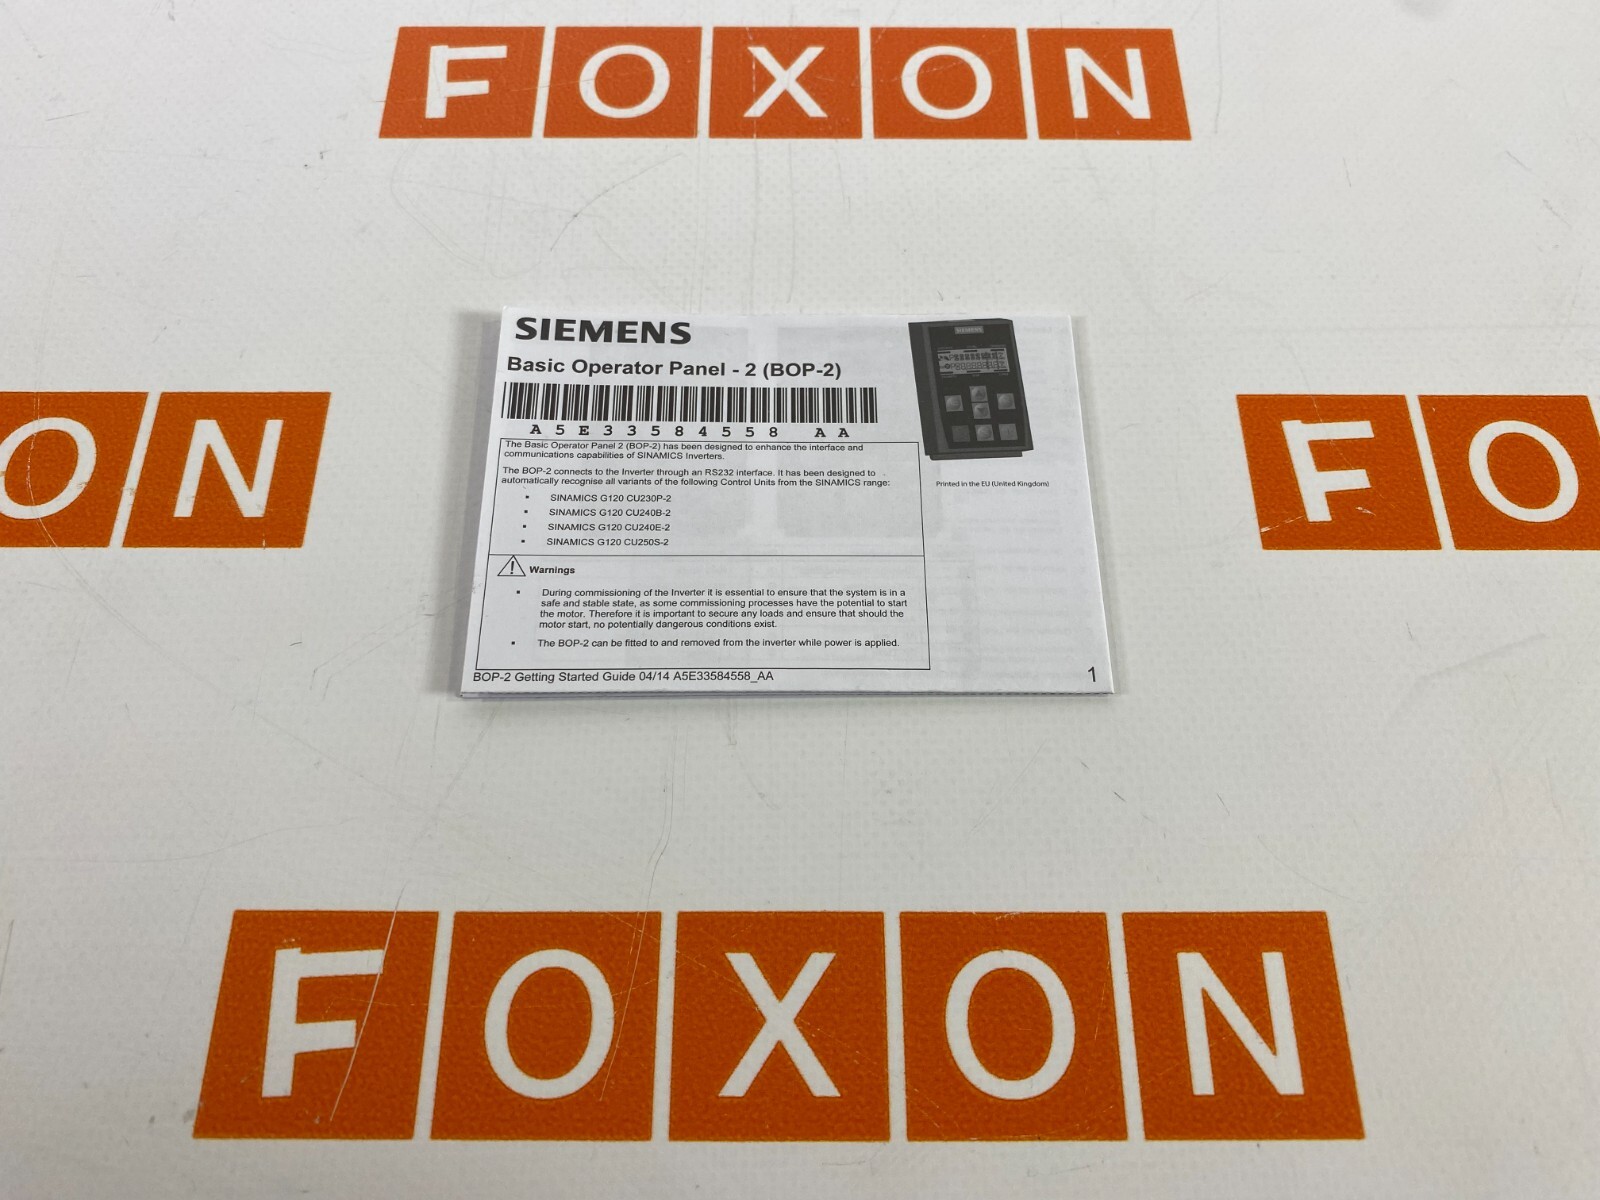 FOXON
SIEMENS
Basic Operator Panel - 2 (BOP-2)
A5E33584558 AA
The Basic Operator Panel 2 (BOP-2) has been designed to enhance the interface and
communications capabilities of SINAMICS Inverters.
The BOP-2 connects to the Inverter through an RS232 interface. It has been designed to
automatically recognise all variants of the following Control Units from the SINAMICS range:
▪ SINAMICS G120 CU230P-2
▪ SINAMICS G120 CU240B-2
▪ SINAMICS G120 CU240E-2
▪ SINAMICS G120 CU250S-2
Warnings
▪ During commissioning of the Inverter it is essential to ensure that the system is in a
safe and stable state, as some commissioning processes have the potential to start
the motor. Therefore it is important to secure any loads and ensure that should the
motor start, no potentially dangerous conditions exist.
▪ The BOP-2 can be fitted to and removed from the inverter while power is applied.
BOP-2 Getting Started Guide 04/14 A5E33584558_AA
1
SIEMENS
Printed in the EU (United Kingdom)
ON
FO
FOXON